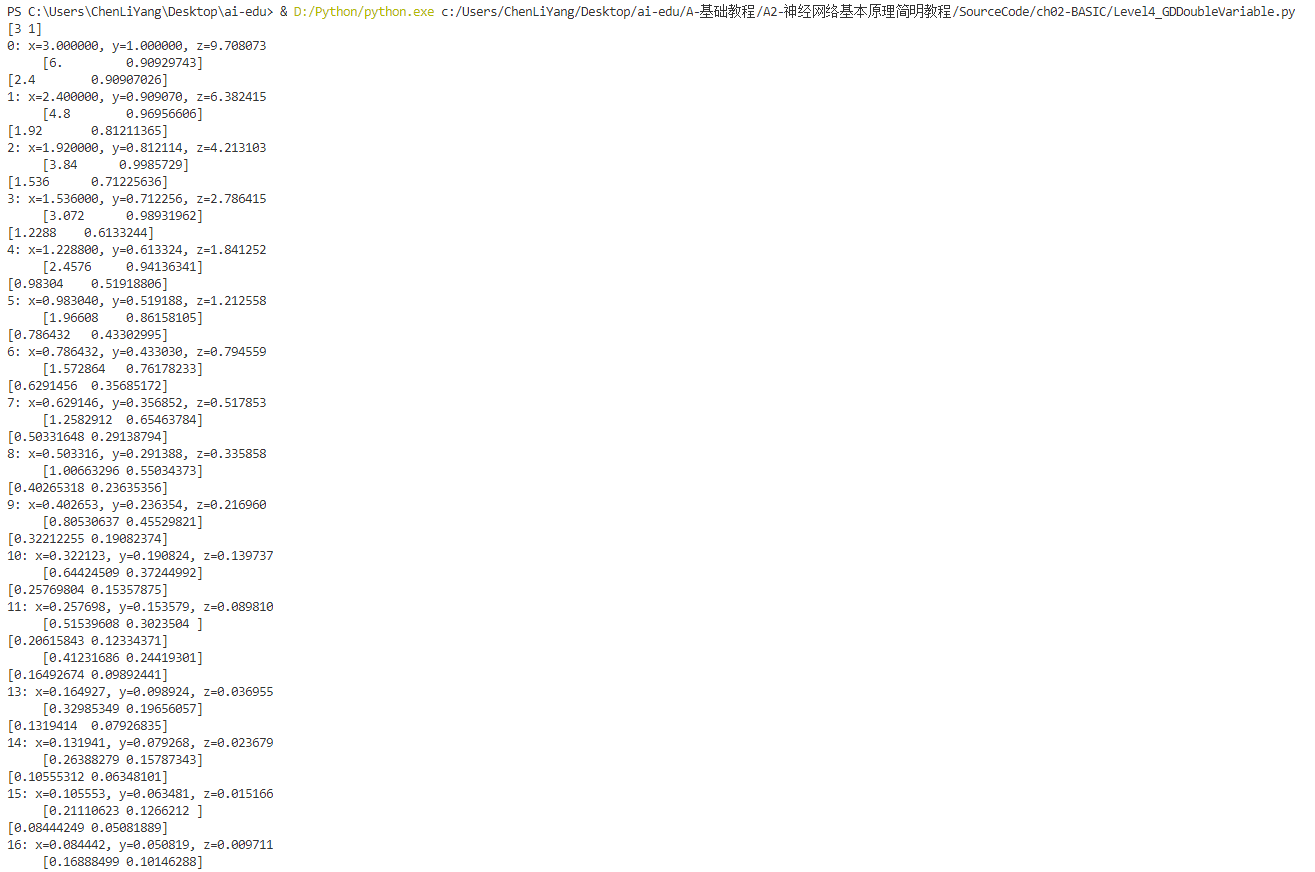 PS C:\Users\ChenLiYang\Desktop\ai-edu> & D:/Python/python.exe c:/Users/ChenLiYang/Desktop/ai-edu/A-基础教程/A2-神经网络基本原理简明教程/SourceCode/ch02-BASIC/Level4_GDDoubleVariable.py
[3 1]
0: x=3.000000, y=1.000000, z=9.708073
     [6.         0.90929743]
[2.4        0.90907026]
1: x=2.400000, y=0.909070, z=6.382415
     [4.8        0.96956606]
[1.92       0.81211365]
2: x=1.920000, y=0.812114, z=4.213103
     [3.84      0.9985729]
[1.536      0.71225636]
3: x=1.536000, y=0.712256, z=2.786415
     [3.072      0.98931962]
[1.2288    0.6133244]
4: x=1.228800, y=0.613324, z=1.841252
     [2.4576     0.94136341]
[0.98304    0.51918806]
5: x=0.983040, y=0.519188, z=1.212558
     [1.96608    0.86158105]
[0.786432   0.43302995]
6: x=0.786432, y=0.433030, z=0.794559
     [1.572864   0.76178233]
[0.6291456  0.35685172]
7: x=0.629146, y=0.356852, z=0.517853
     [1.2582912  0.65463784]
[0.50331648 0.29138794]
8: x=0.503316, y=0.291388, z=0.335858
     [1.00663296 0.55034373]
[0.40265318 0.23635356]
9: x=0.402653, y=0.236354, z=0.216960
     [0.80530637 0.45529821]
[0.32212255 0.19082374]
10: x=0.322123, y=0.190824, z=0.139737
     [0.64424509 0.37244992]
[0.25769804 0.15357875]
11: x=0.257698, y=0.153579, z=0.089810
     [0.51539608 0.3023504 ]
[0.20615843 0.12334371]
     [0.41231686 0.24419301]
[0.16492674 0.09892441]
13: x=0.164927, y=0.098924, z=0.036955
     [0.32985349 0.19656057]
[0.1319414  0.07926835]
14: x=0.131941, y=0.079268, z=0.023679
     [0.26388279 0.15787343]
[0.10555312 0.06348101]
15: x=0.105553, y=0.063481, z=0.015166
     [0.21110623 0.1266212 ]
[0.08444249 0.05081889]
16: x=0.084442, y=0.050819, z=0.009711
     [0.16888499 0.10146288]